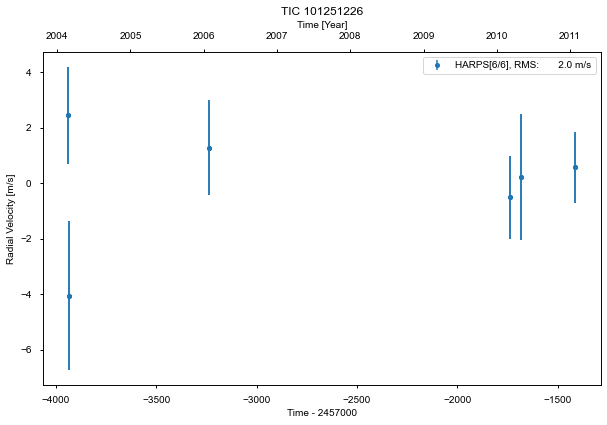 TIC 101251226
Time [Year]
2004 2005 2006 2007 2008 2009 2010 2011
HARPS[6/6], RMS: 2.0 m/s
4
2
0
−2
−4
−6
Radial Velocity [m/s]
−4000 −3500 −3000 −2500 −2000 −1500
Time - 2457000